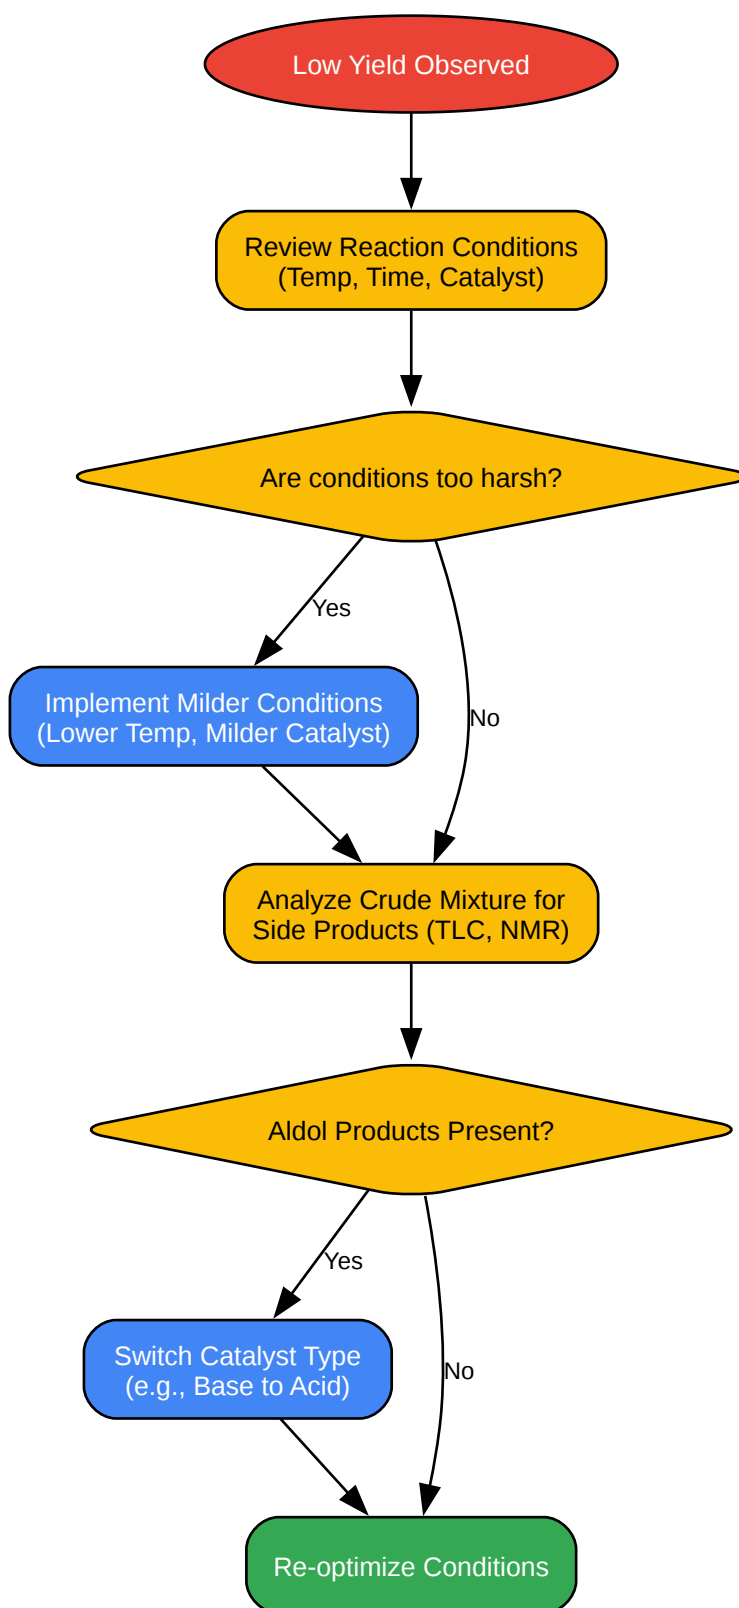 Low Yield Observed
Review Reaction Conditions
(Temp, Time, Catalyst)
Are conditions too harsh?
Yes
Implement Milder Conditions
(Lower Temp, Milder Catalyst)
No
Analyze Crude Mixture for
Side Products (TLC, NMR)
Aldol Products Present?
Yes
Switch Catalyst Type
(e.g., Base to Acid)
No
Re-optimize Conditions